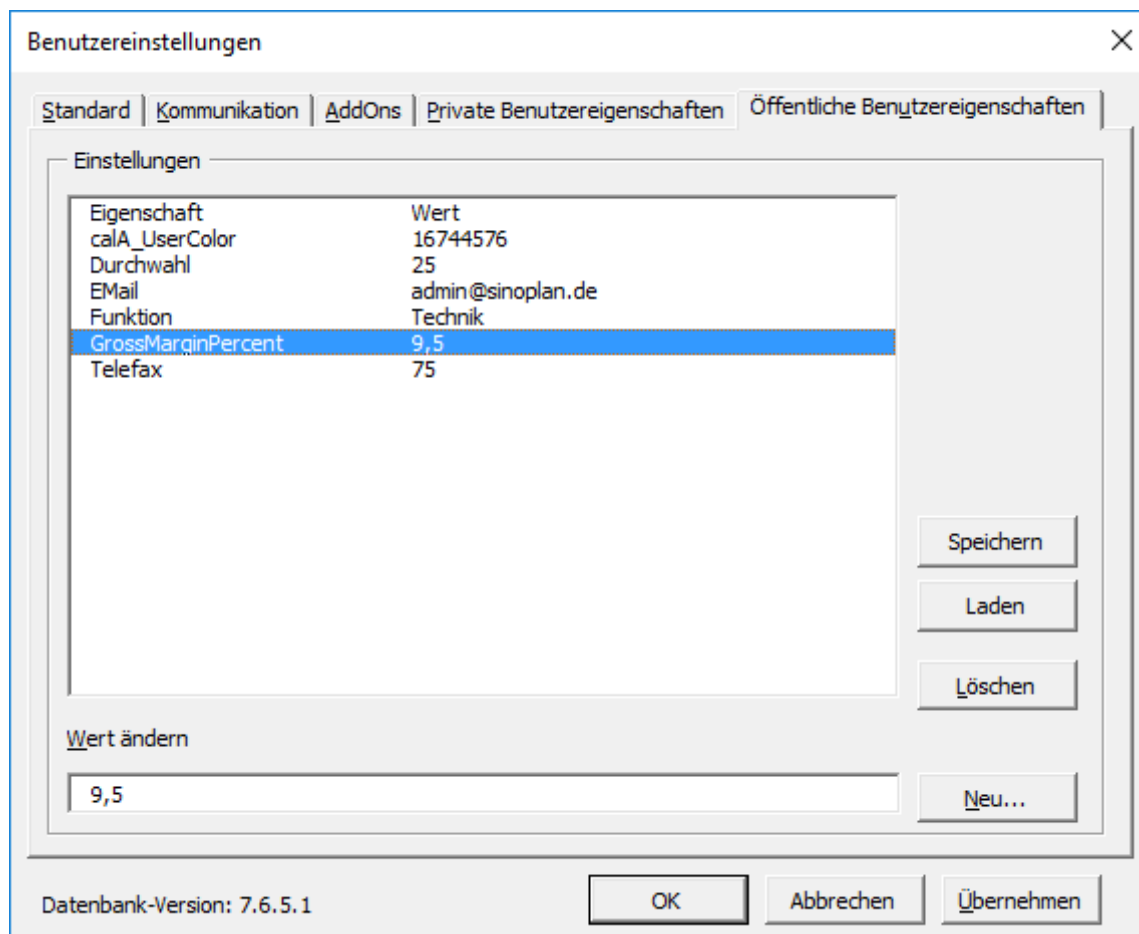 Benutzereinstellungen
Standard Kommunikation AddOns Private Benutzereigenschaften Öffentliche Benutzereigenschaften
Einstellungen
Eigenschaft Wert
calA_UserColor 16744576
Durchwahl 25
EMail admin@sinoplan.de
Funktion Technik
GrossMarginPercent 9,5
Telefax 75
Speichern
Laden
Löschen
Wert ändern
9,5
Neu...
Datenbank-Version: 7.6.5.1
OK
Abbrechen
Übernehmen